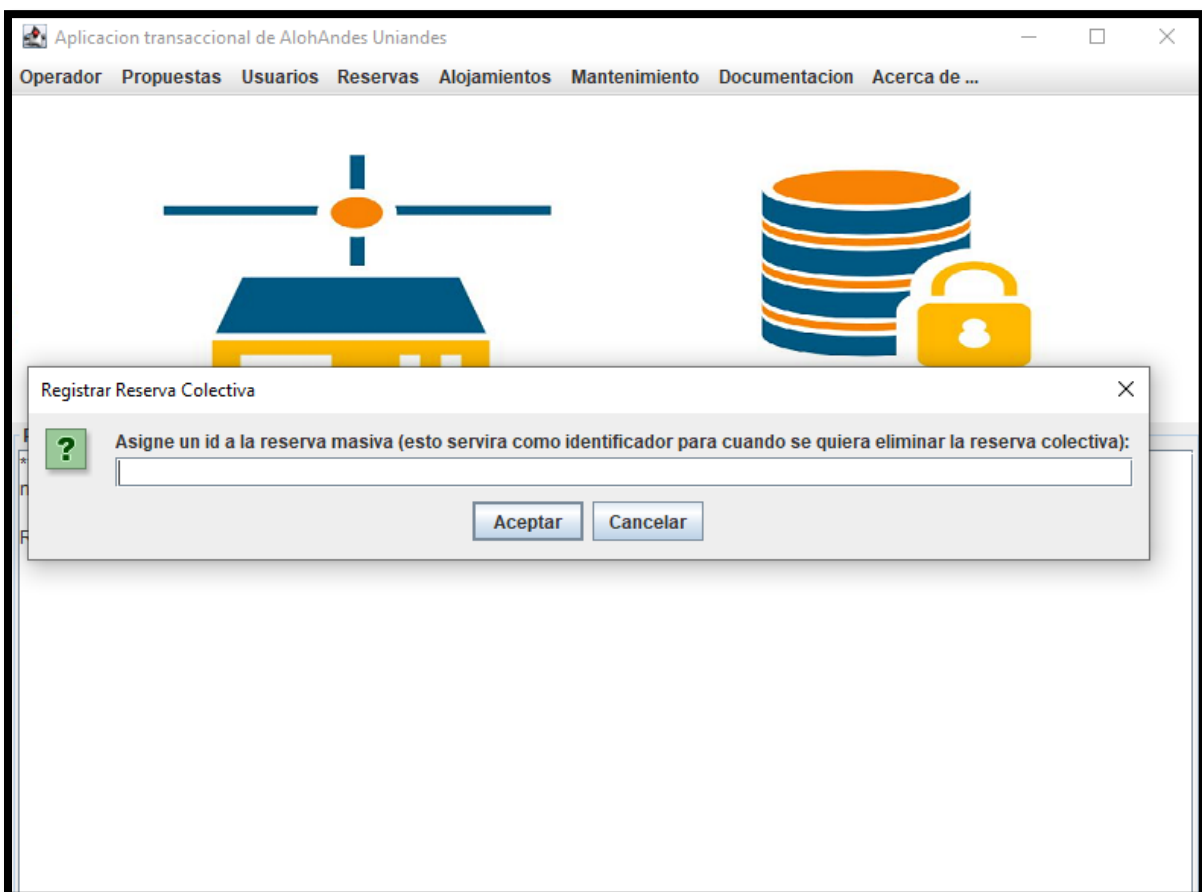 Aplicacion transaccional de AlohAndes Uniandes
Operador Propuestas Usuarios Reservas Alojamientos Mantenimiento Documentacion Acerca de ...
Registrar Reserva Colectiva
Asigne un id a la reserva masiva (esto servira como identificador para cuando se quiera eliminar la reserva colectiva):
Aceptar Cancelar